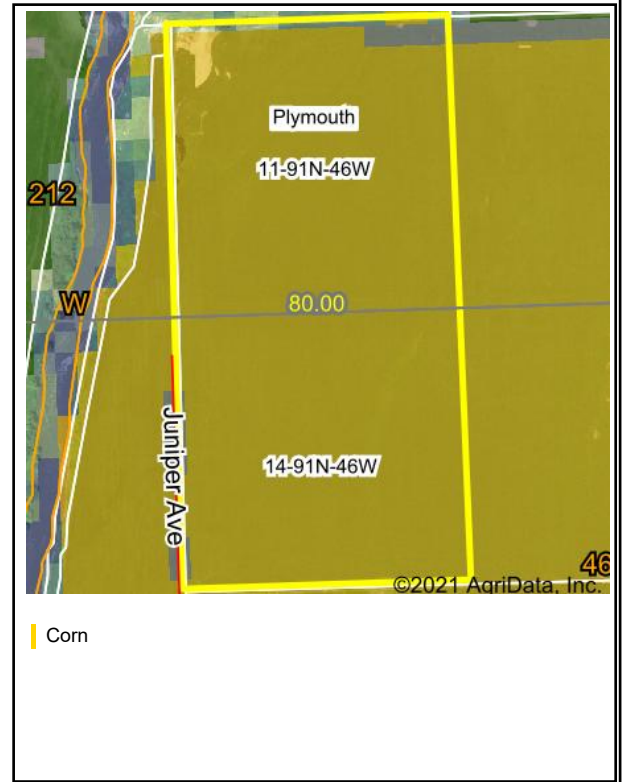 Plymouth
11-91N-46W
212
W
80.00
Juniper Ave
14-91N-46W
46
©2021 AgriData, Inc.
Corn